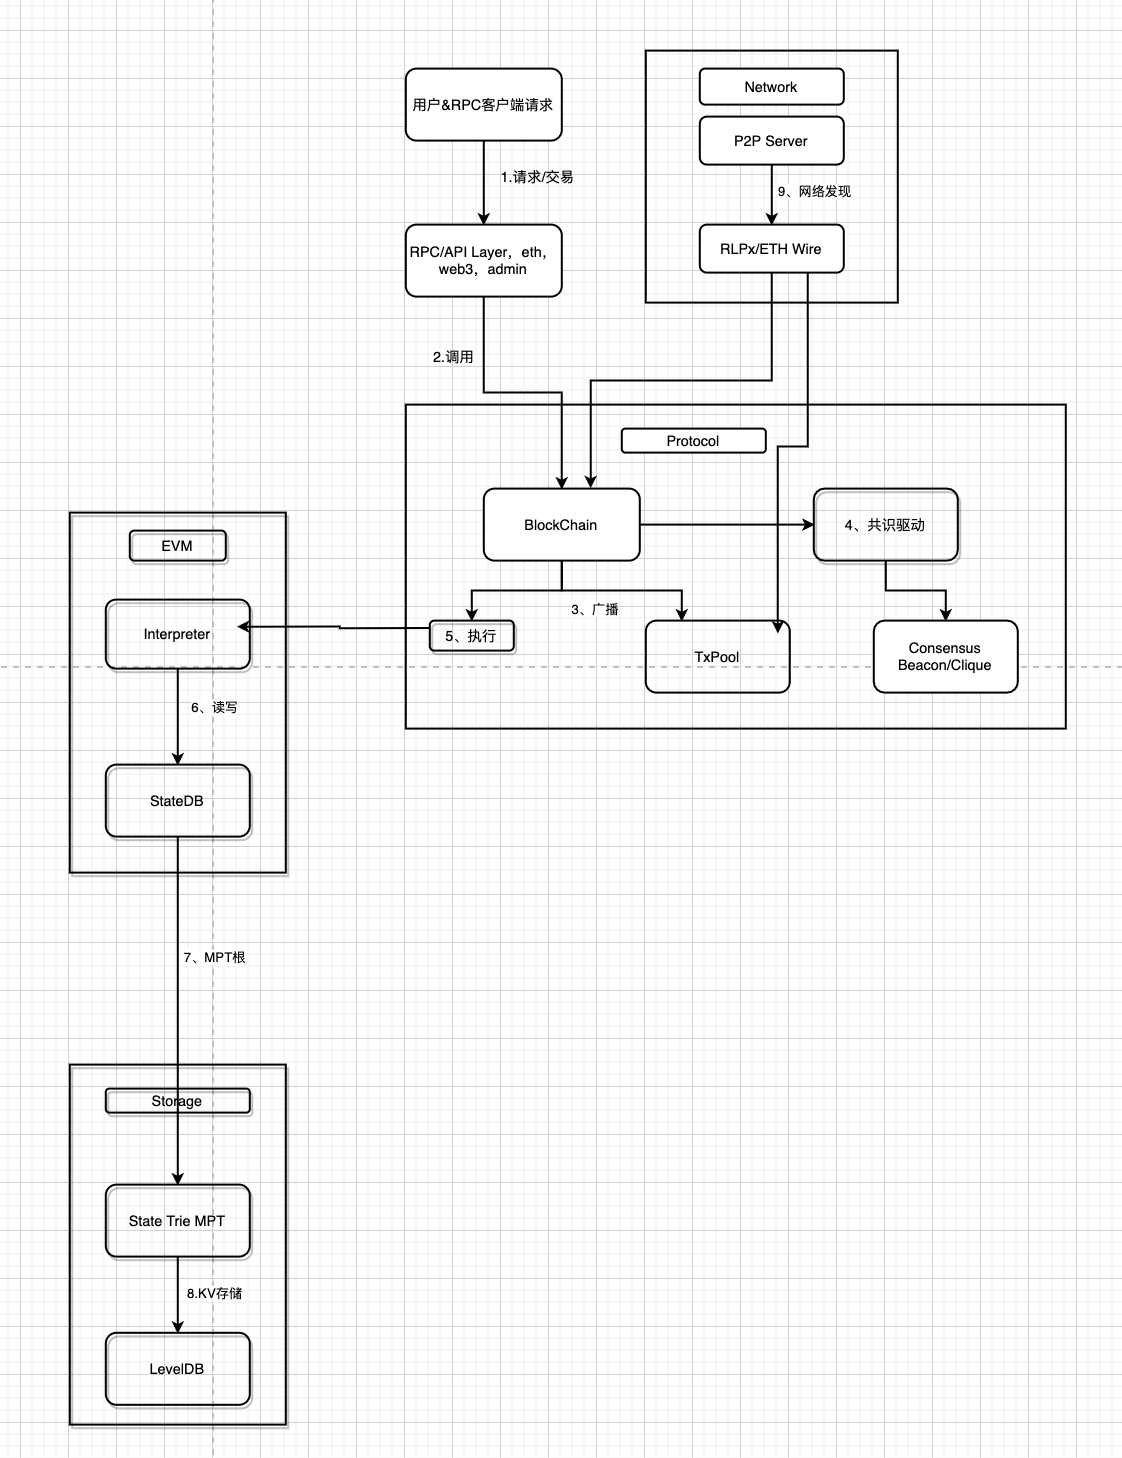 用户&RPC客户端请求
1.请求/交易
RPC/API Layer，eth，
web3，admin
2.调用
Network
P2P Server
9、网络发现
RLPx/ETH Wire
Protocol
BlockChain
4、共识驱动
3、广播
5、执行
TxPool
Consensus
Beacon/Clique
EVM
Interpreter
6、读写
StateDB
7、MPT根
Storage
State Trie MPT
8.KV存储
LevelDB